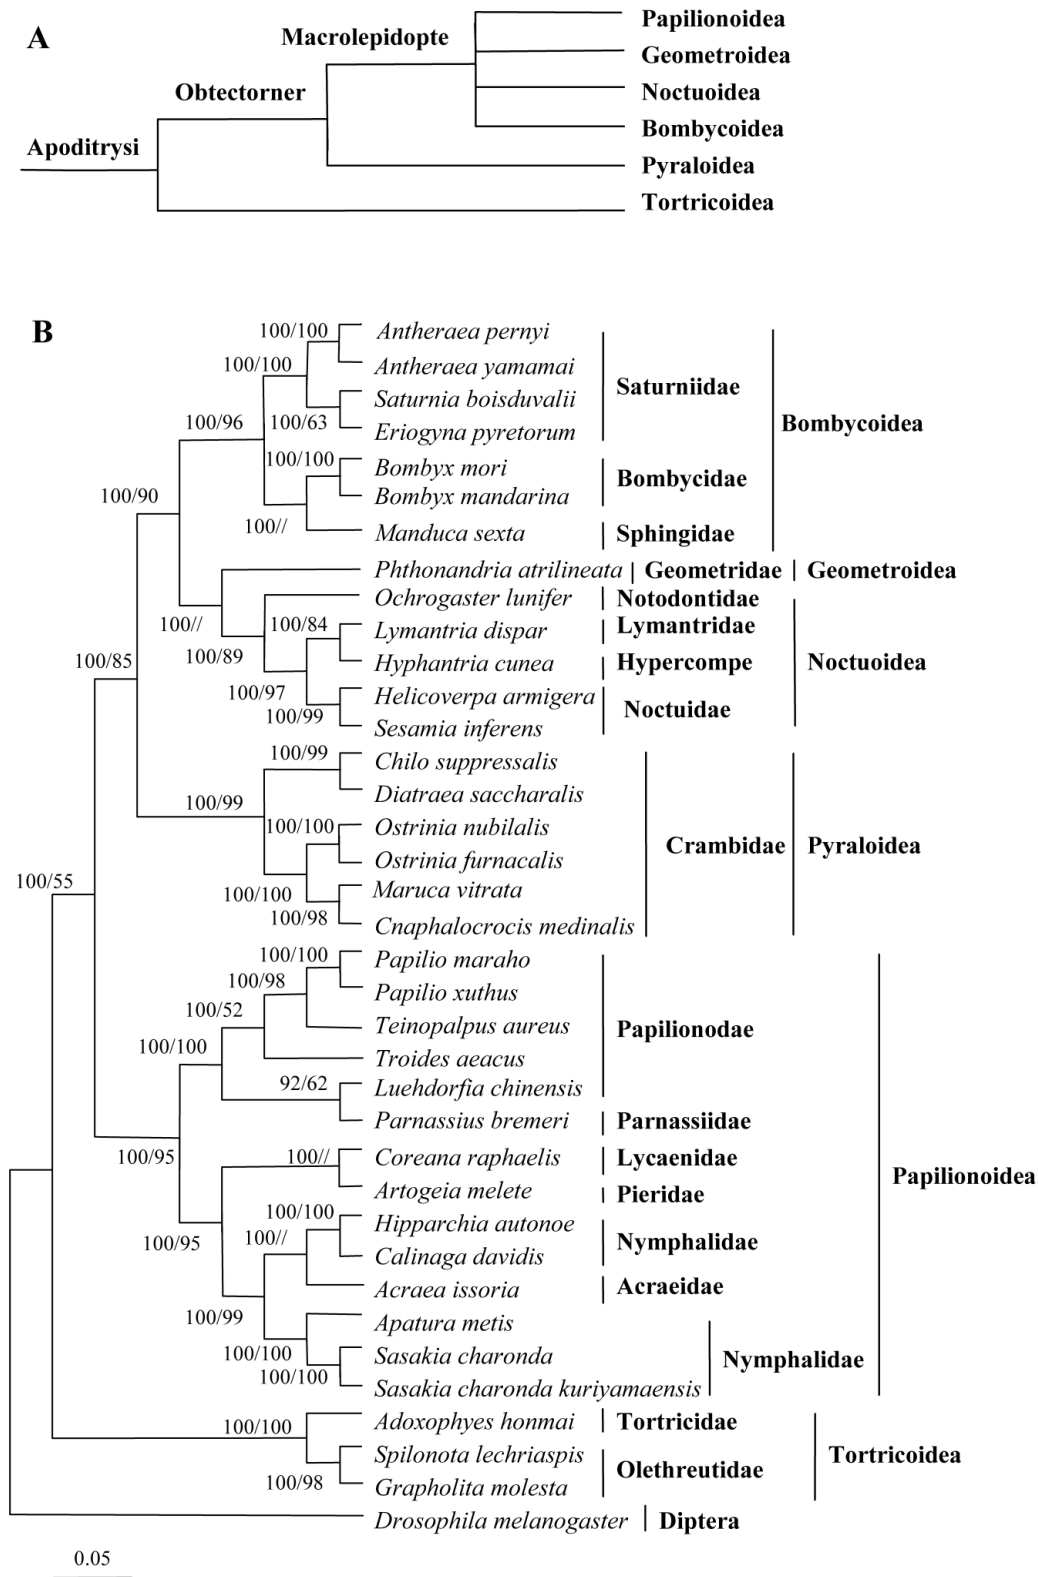 A
Macrolepidopte
Papilionoidea
Geometroidea
Obtectorner
Noctuoidea
Bombycoidea
Apoditrysi
Pyraloidea
Tortricoidea
B
100/100
Antheraea pernyi
100/100
Antheraea yamamai
Saturniidae
Saturnia boisduvalii
100/96
100/63
Eriogyna pyretorum
Bombycoidea
100/100
Bombyx mori
Bombycidae
100/90
Bombyx mandarina
100//
Manduca sexta
Sphingidae
Phthonandria atrilineata
Geometridae
Geometroidea
Ochrogaster lunifer
Notodontidae
100//
100/84
Lymantria dispar
Lymantridae
100/85
100/89
Hyphantria cunea
Hypercompe
Noctuoidea
100/97
Helicoverpa armigera
Noctuidae
100/99
Sesamia inferens
100/99
Chilo suppressalis
Diatraea saccharalis
100/99
100/100
Ostrinia nubilalis
Crambidae
Pyraloidea
Ostrinia furnacalis
100/55
100/100
Maruca vitrata
100/98
Cnaphalocrocis medinalis
100/100
Papilio maraho
100/98
Papilio xuthus
100/52
Teinopalpus aureus
Papilionodae
100/100
Troides aeacus
92/62
Luehdorfia chinensis
Parnassius bremeri
Parnassiidae
100/95
100//
Coreana raphaelis
Lycaenidae
Papilionoidea
Artogeia melete
Pieridae
100/100
Hipparchia autonoe
100/95
100//
Nymphalidae
Calinaga davidis
Acraea issoria
Acraeidae
100/99
Apatura metis
100/100
Sasakia charonda
Nymphalidae
100/100
Sasakia charonda kuriyamaensis
100/100
Adoxophyes honmai
Tortricidae
Spilonota lechriaspis
Tortricoidea
Olethreutidae
100/98
Grapholita molesta
Drosophila melanogaster
Diptera
0.05